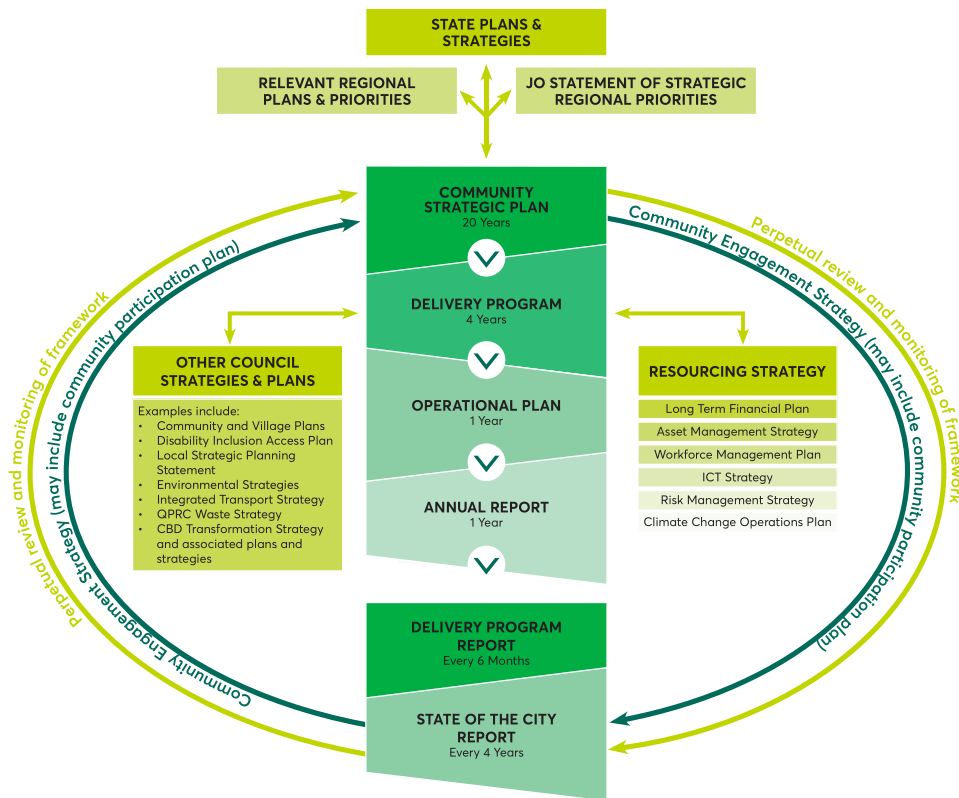 STATE PLANS &
STRATEGIES
RELEVANT REGIONAL
PLANS & PRIORITIES
JO STATEMENT OF STRATEGIC
REGIONAL PRIORITIES
COMMUNITY
STRATEGIC PLAN
20 Years
DELIVERY PROGRAM
4 Years
OPERATIONAL PLAN
1 Year
ANNUAL REPORT
1 Year
DELIVERY PROGRAM
REPORT
Every 6 Months
STATE OF THE CITY
REPORT
Every 4 Years
OTHER COUNCIL
STRATEGIES & PLANS
Examples include:
• Community and Village Plans
• Disability Inclusion Access Plan
• Local Strategic Planning
Statement
• Environmental Strategies
• Integrated Transport Strategy
• QPRC Waste Strategy
• CBD Transformation Strategy
and associated plans and
strategies
RESOURCING STRATEGY
Long Term Financial Plan
Asset Management Strategy
Workforce Management Plan
ICT Strategy
Risk Management Strategy
Climate Change Operations Plan
Perpetual review and monitoring of framework
Community Engagement Strategy (may include community participation plan)
Perpetual review and monitoring of framework
Community Engagement Strategy (may include community participation plan)